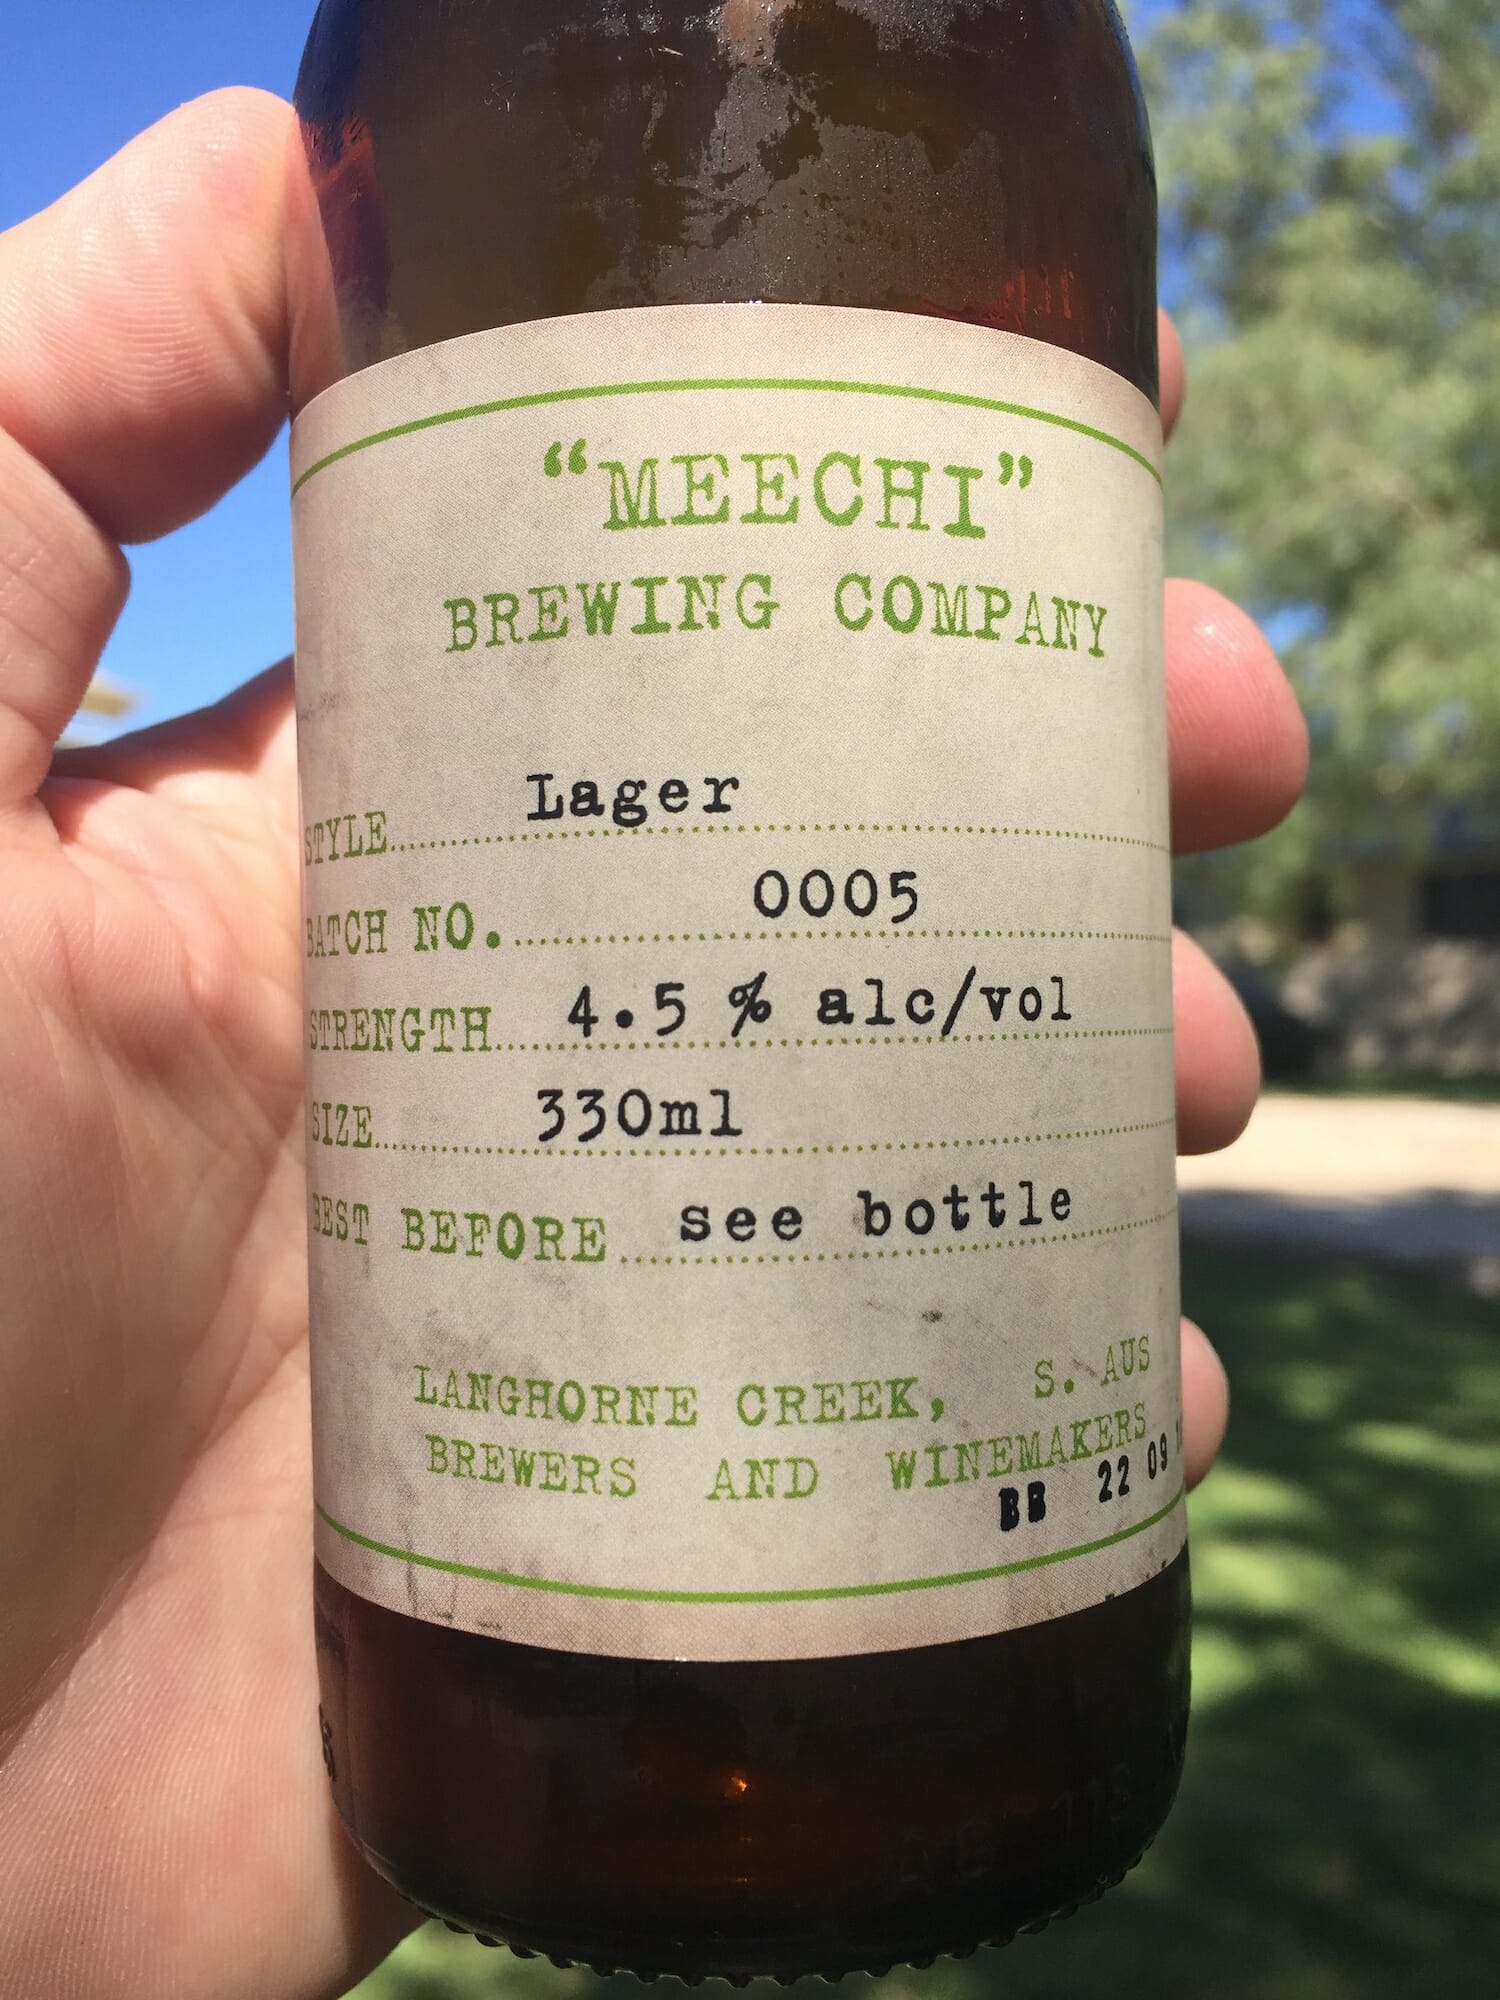 “MEECHI”
BREWING COMPANY
STYLE Lager
BATCH NO. 0005
STRENGTH 4.5 % alc/vol
SIZE 330ml
BEST BEFORE see bottle
LANGHORNE CREEK, S. AUS
BREWERS AND WINEMAKERS
BB 22 09